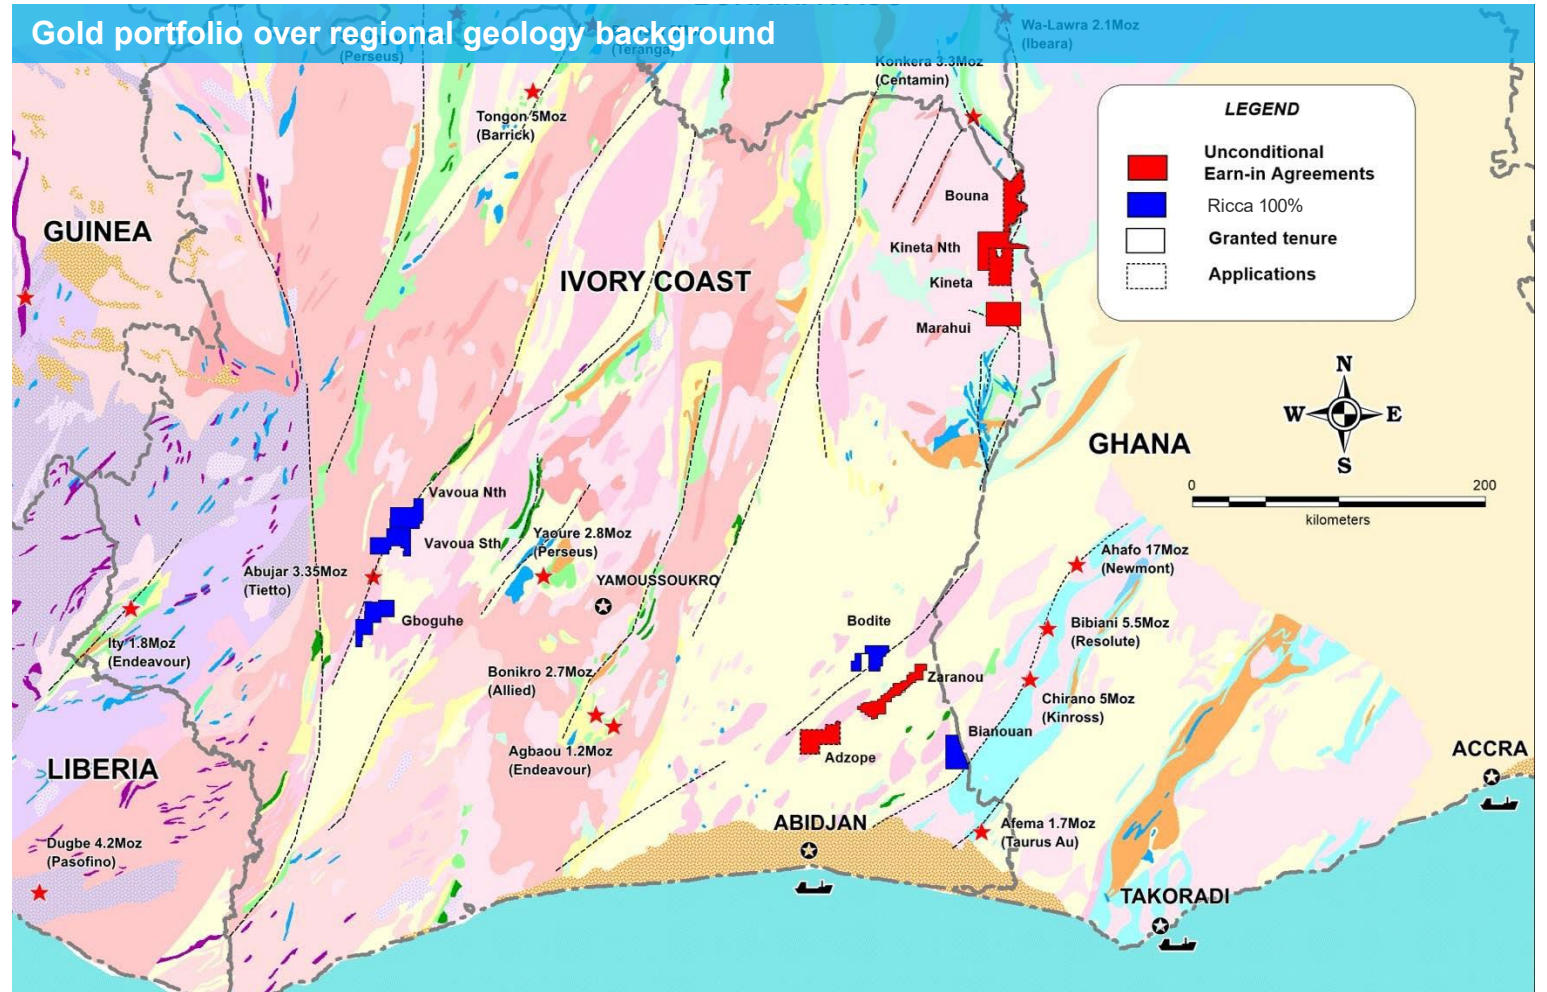 Gold portfolio over regional geology background
(Perseus)
(Teranga)
Wa-Lawra 2.1Moz
(Ibeara)
Konkera 3.3Moz
(Centamin)
Tongon 5Moz
(Barrick)
LEGEND
Unconditional
Earn-in Agreements
Ricca 100%
Granted tenure
Applications
Bouna
GUINEA
Kineta Nth
IVORY COAST
Kineta
Marahui
N
W E
S
GHANA
0 200
kilometers
Vavoua Nth
Vavoua Sth
Yaoure 2.8Moz
(Perseus)
Abujar 3.35Moz
(Tietto)
YAMOUSSOUKRO
Ahafo 17Moz
(Newmont)
Gboguhe
Bodite
Bibiani 5.5Moz
(Resolute)
Ity 1.8Moz
(Endeavour)
Bonikro 2.7Moz
(Allied)
Zaranou
Chirano 5Moz
(Kinross)
Bianouan
Agbaou 1.2Moz
(Endeavour)
Adzope
ACCRA
LIBERIA
ABIDJAN
Afema 1.7Moz
(Taurus Au)
Dugbe 4.2Moz
(Pasofino)
TAKORADI